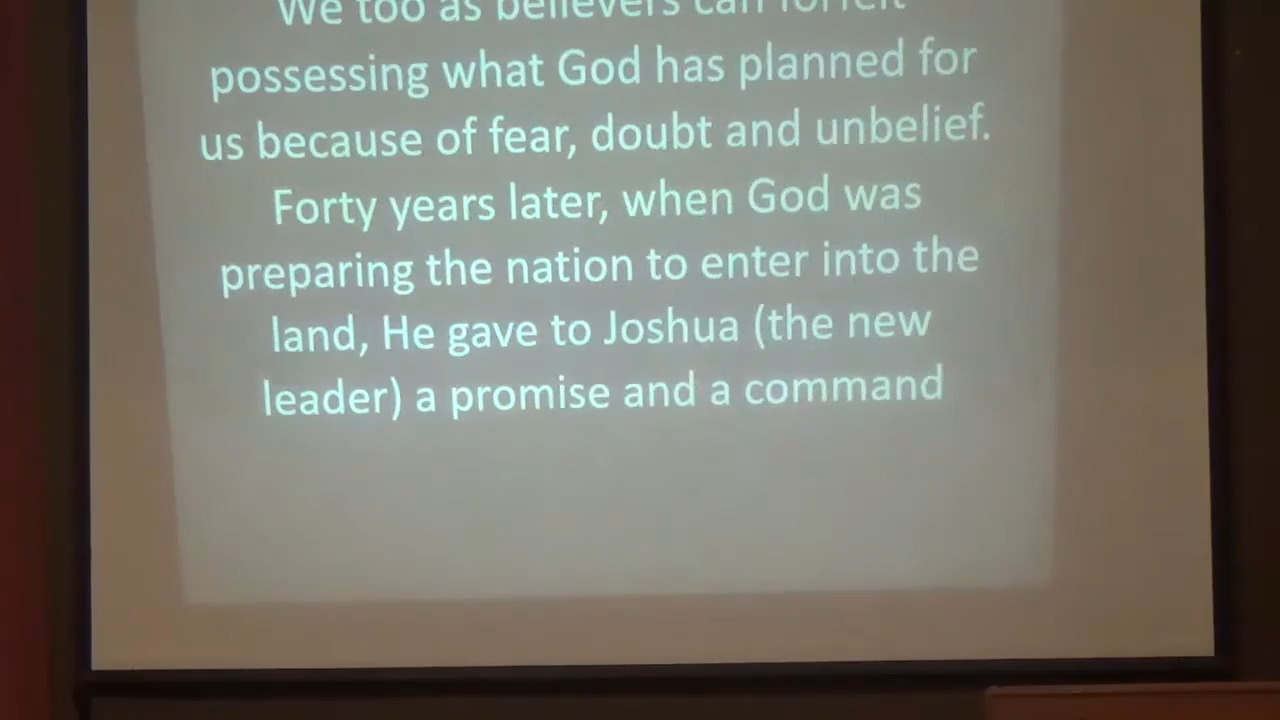 We too as believers can forfeit
possessing what God has planned for
us because of fear, doubt and unbelief.
Forty years later, when God was
preparing the nation to enter into the
land, He gave to Joshua (the new
leader) a promise and a command